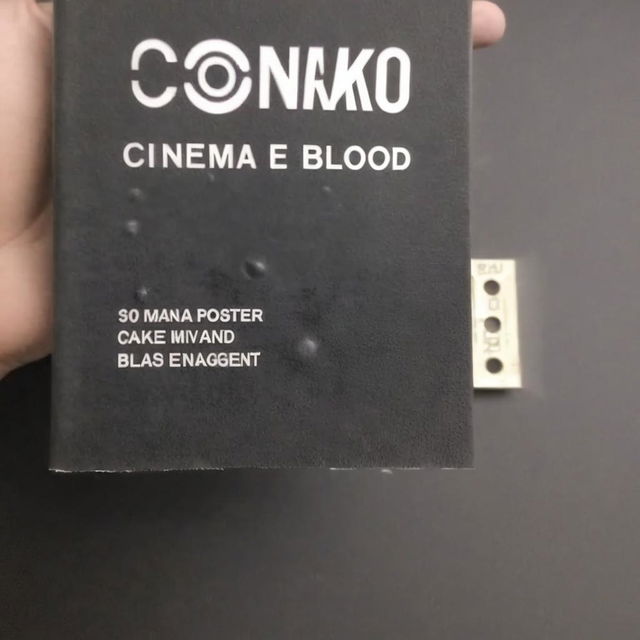 CONAKO
CINEMA E BLOOD
SO MANA POSTER
CAKE MIVAND
BLAS ENAGGENT